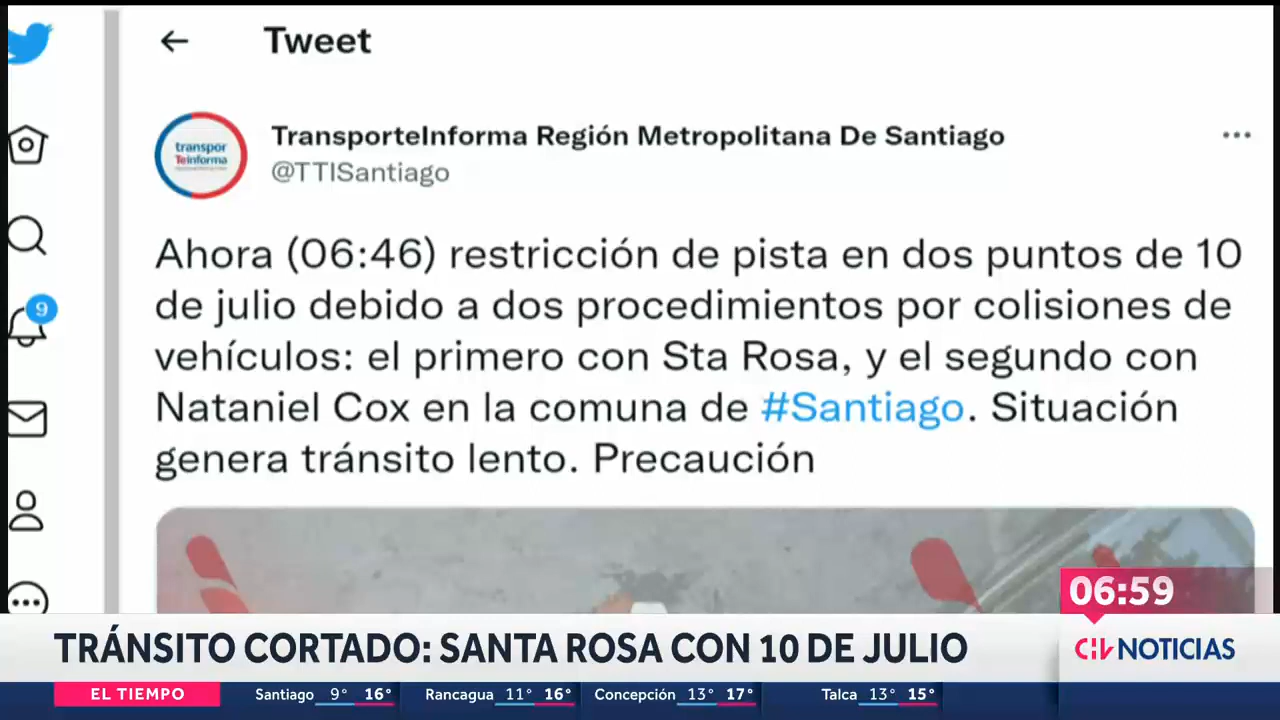 Tweet
TransporteInforma Región Metropolitana De Santiago
@TTISantiago
transpor
Teinforma
Ahora (06:46) restricción de pista en dos puntos de 10
de julio debido a dos procedimientos por colisiones de
vehículos: el primero con Sta Rosa, y el segundo con
Nataniel Cox en la comuna de #Santiago. Situación
genera tránsito lento. Precaución
9
06:59
TRÁNSITO CORTADO: SANTA ROSA CON 10 DE JULIO
CHV NOTICIAS
EL TIEMPO Santiago 9° 16° Rancagua 11° 16° Concepción 13° 17° Talca 13° 15°